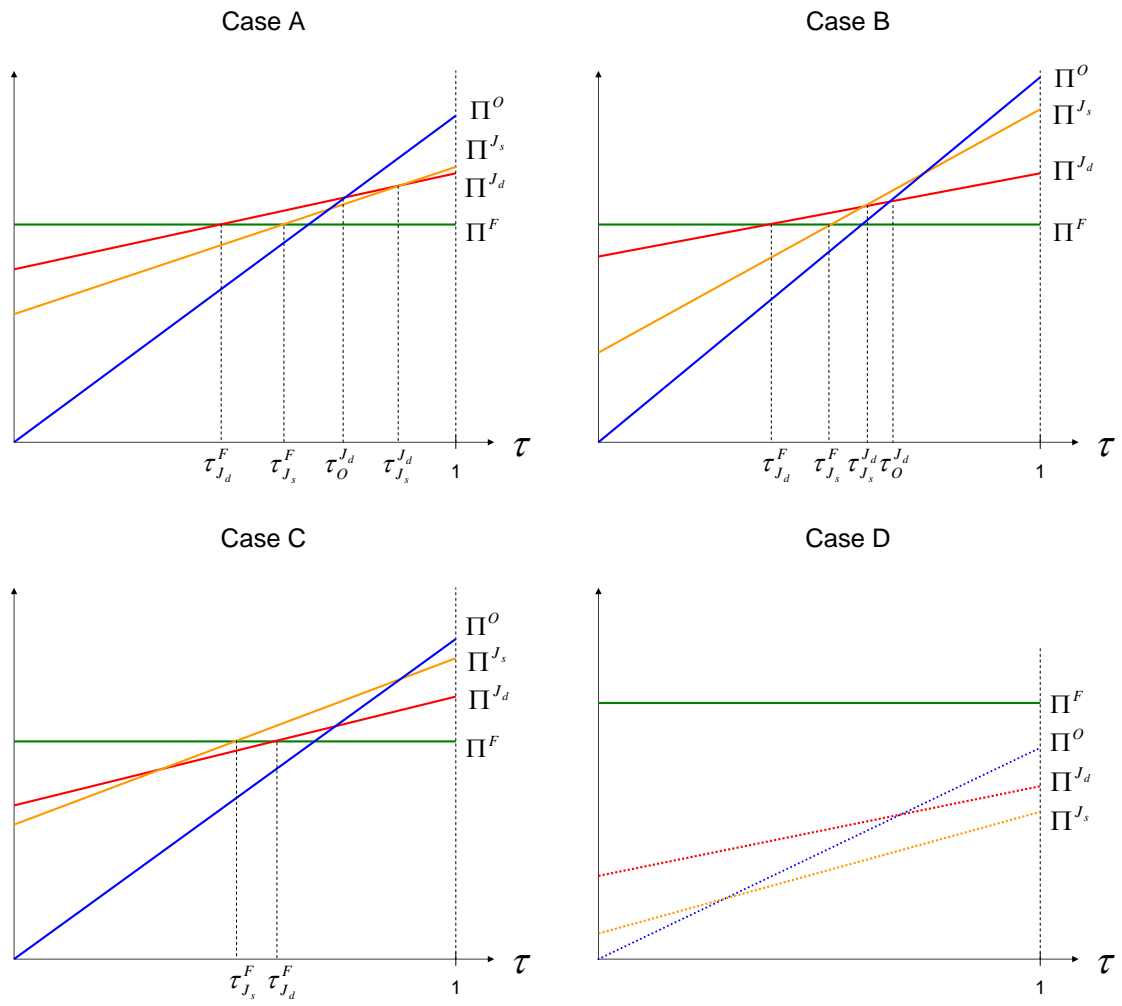 Case A
Π^O
Π^{J_s}
Π^{J_d}
Π^F
τ^F_{J_d} τ^F_{J_s} τ^{J_d}_O τ^{J_d}_{J_s} 1 τ
Case B
Π^O
Π^{J_s}
Π^{J_d}
Π^F
τ^F_{J_d} τ^F_{J_s} τ^{J_d}_{J_s} τ^{J_d}_O 1 τ
Case C
Π^O
Π^{J_s}
Π^{J_d}
Π^F
τ^F_{J_s} τ^F_{J_d} 1 τ
Case D
Π^F
Π^O
Π^{J_d}
Π^{J_s}
1 τ